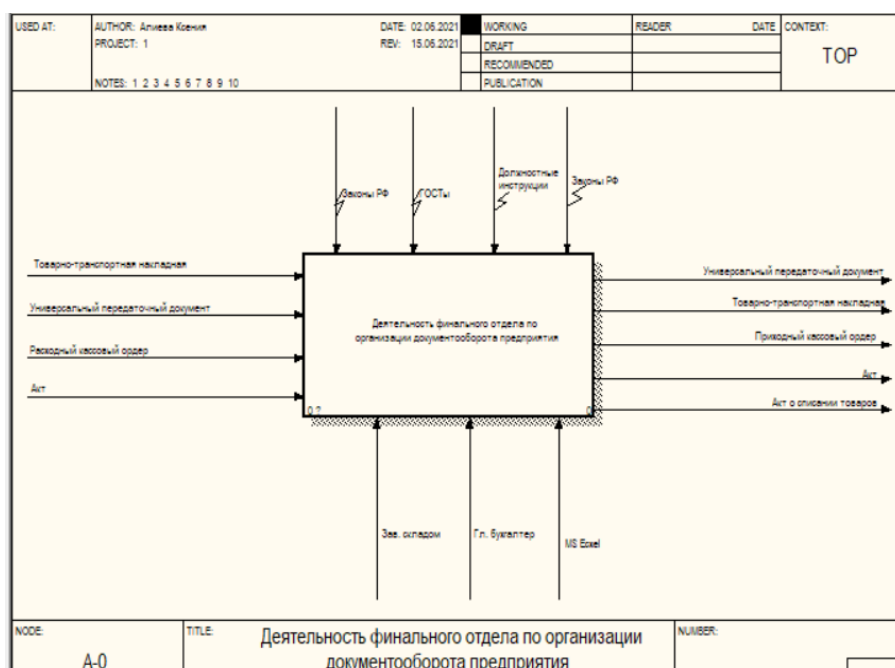 USED AT:
AUTHOR: Алиева Ксения
DATE: 02.06.2021
WORKING
READER
DATE
CONTEXT:
PROJECT: 1
REV: 15.06.2021
DRAFT
TOP
RECOMMENDED
NOTES: 1 2 3 4 5 6 7 8 9 10
PUBLICATION
Законы РФ
ГОСТы
Должностные
инструкции
Законы РФ
Товарно-транспортная накладная
Универсальный передаточный документ
Расходный кассовый ордер
Акт
Деятельность финального отдела по
организации документооборота предприятия
0 ?
0
Универсальный передаточный документ
Товарно-транспортная накладная
Приходный кассовый ордер
Акт
Акт о списании товаров
Зав. складом
Гл. бухгалтер
MS Exel
NODE:
TITLE:
Деятельность финального отдела по организации
документооборота предприятия
NUMBER:
A-0